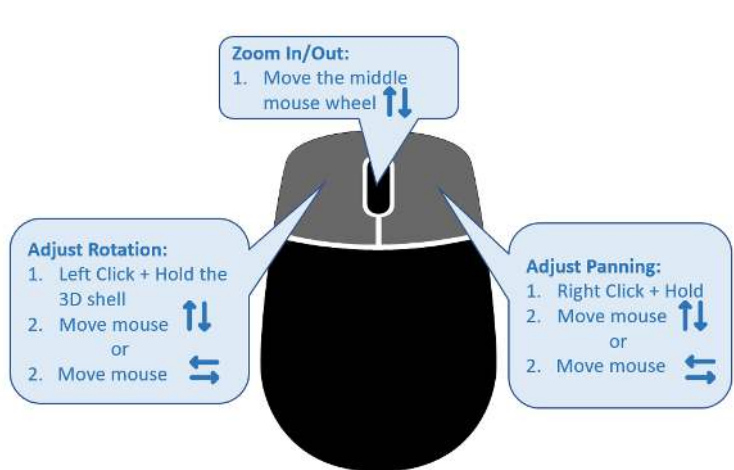 Zoom In/Out:
1. Move the middle
mouse wheel
Adjust Rotation:
1. Left Click + Hold the
3D shell
2. Move mouse
or
2. Move mouse
Adjust Panning:
1. Right Click + Hold
2. Move mouse
or
2. Move mouse